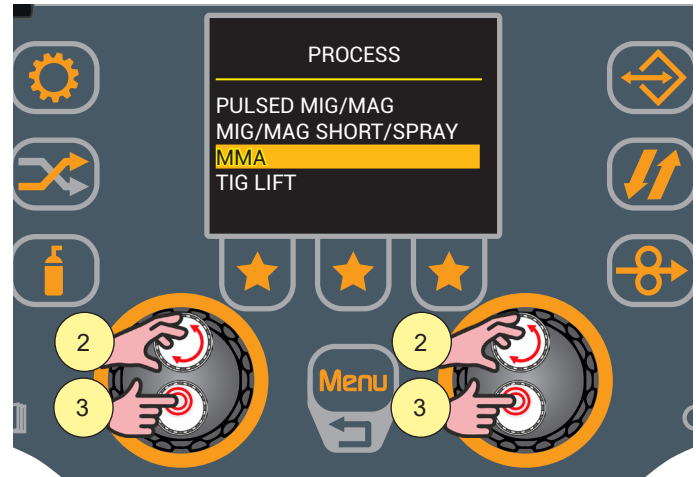 PROCESS
PULSED MIG/MAG
MIG/MAG SHORT/SPRAY
MMA
TIG LIFT
2
2
Menu
3
3